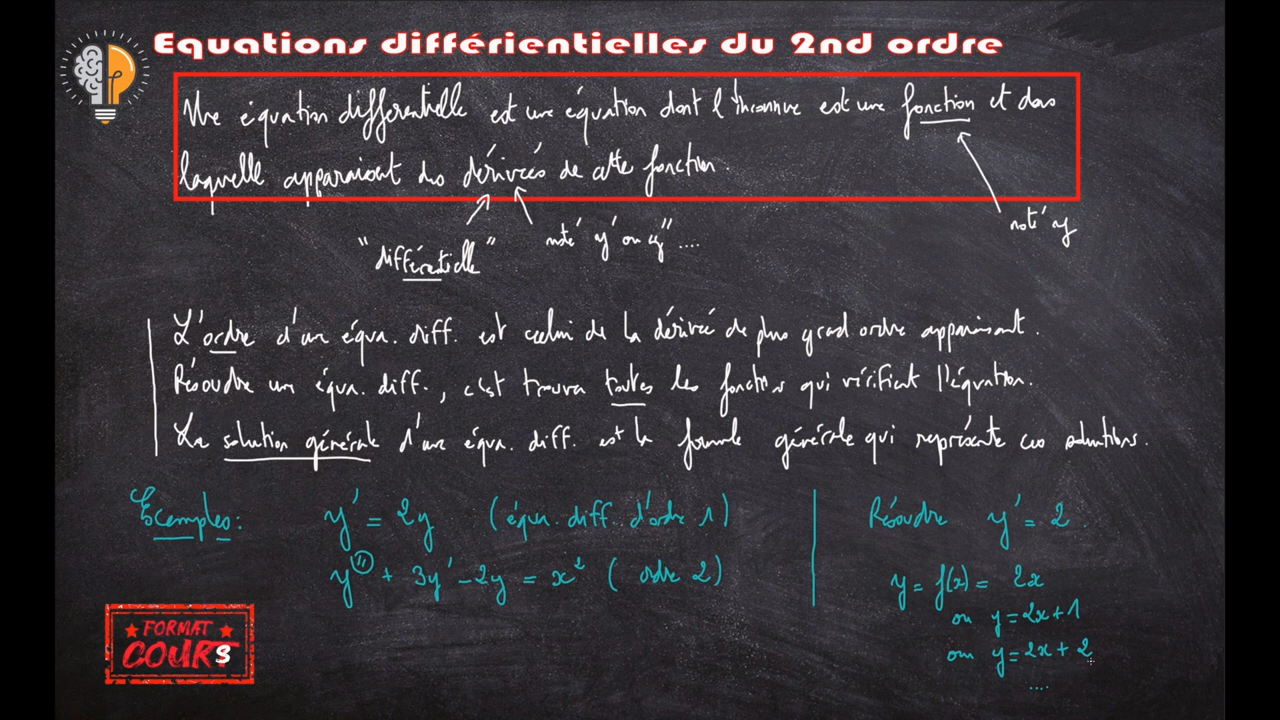 Equations différientielles du 2nd ordre
Une équation différentielle est une équation dont l'inconnue est une fonction et dans
laquelle apparaissent des dérivées de cette fonction.
"différentielle"
noté y' ou y'' ....
noté y
L'ordre d'une équa. diff. est celui de la dérivée de plus grand ordre apparaissant.
Résoudre une équa. diff., c'est trouver toutes les fonctions qui vérifient l'équation.
La solution générale d'une équa. diff. est la formule générale qui représente ces solutions.
Exemples: y' = 2y (équa. diff. d'ordre 1)
y'' + 3y' - 2y = x² (ordre 2)
Résoudre y' = 2.
y = f(x) = 2x
ou y = 2x + 1
ou y = 2x + 2
....
FORMAT
COURS